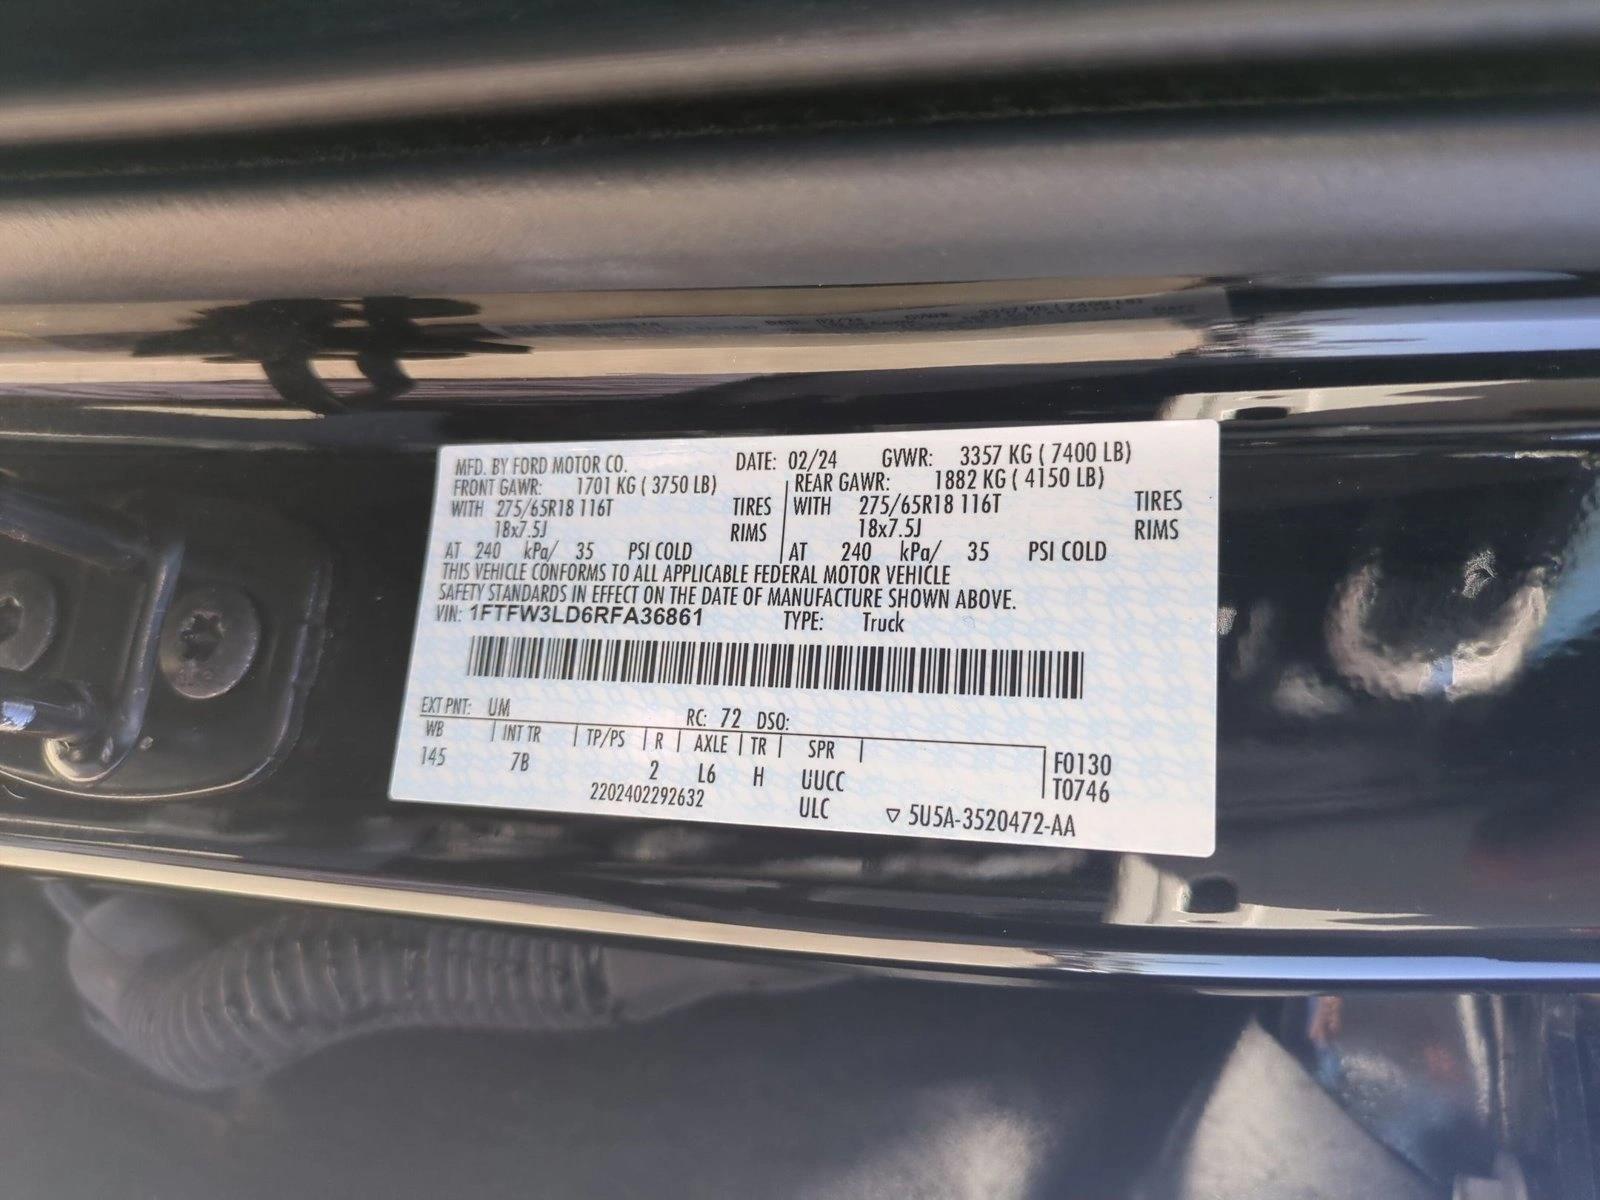 MFD. BY FORD MOTOR CO. DATE: 02/24 GVWR: 3357 KG ( 7400 LB)
FRONT GAWR: 1701 KG ( 3750 LB) REAR GAWR: 1882 KG ( 4150 LB)
WITH 275/65R18 116T TIRES WITH 275/65R18 116T TIRES
18x7.5J RIMS 18x7.5J RIMS
AT 240 kPa/ 35 PSI COLD AT 240 kPa/ 35 PSI COLD
THIS VEHICLE CONFORMS TO ALL APPLICABLE FEDERAL MOTOR VEHICLE
SAFETY STANDARDS IN EFFECT ON THE DATE OF MANUFACTURE SHOWN ABOVE.
VIN: 1FTFW3LD6RFA36861 TYPE: Truck
EXT PNT: UM RC: 72 DSO:
WB INT TR TP/PS R AXLE TR SPR F0130
145 7B 2 L6 H UUCC T0746
2202402292632 ULC ▽ 5U5A-3520472-AA